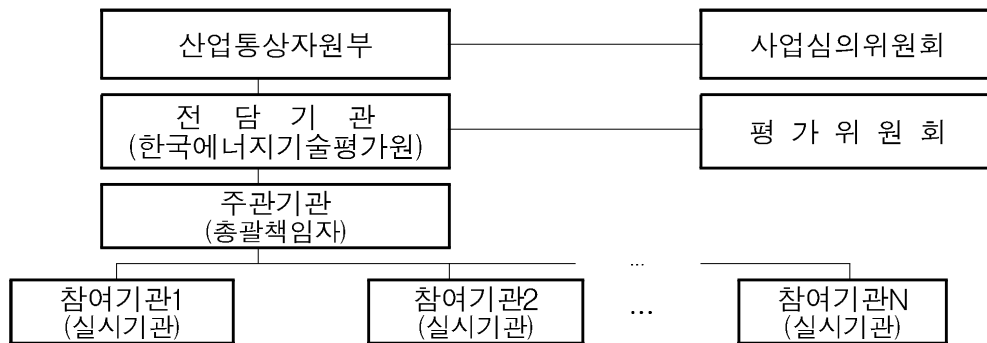 산업통상자원부
사업심의위원회
전 담 기 관
(한국에너지기술평가원)
평 가 위 원 회
주관기관
(총괄책임자)
...
참여기관1
(실시기관)
참여기관2
(실시기관)
...
참여기관N
(실시기관)